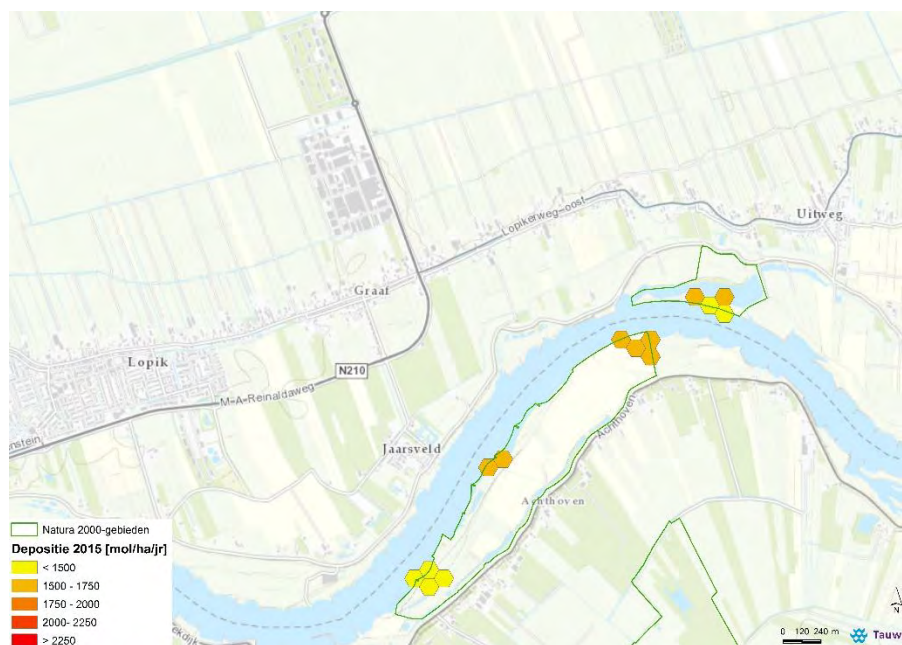 Uitweg
Lopikerweg-oost
Graaf
Lopik
N210
M-A-Reinaldaweg
Jaarsveld
Achthoven
Achthoven
Natura 2000-gebieden
Depositie 2015 [mol/ha/jr]
< 1500
1500 - 1750
1750 - 2000
2000- 2250
> 2250
0 120 240 m
N
Tauw